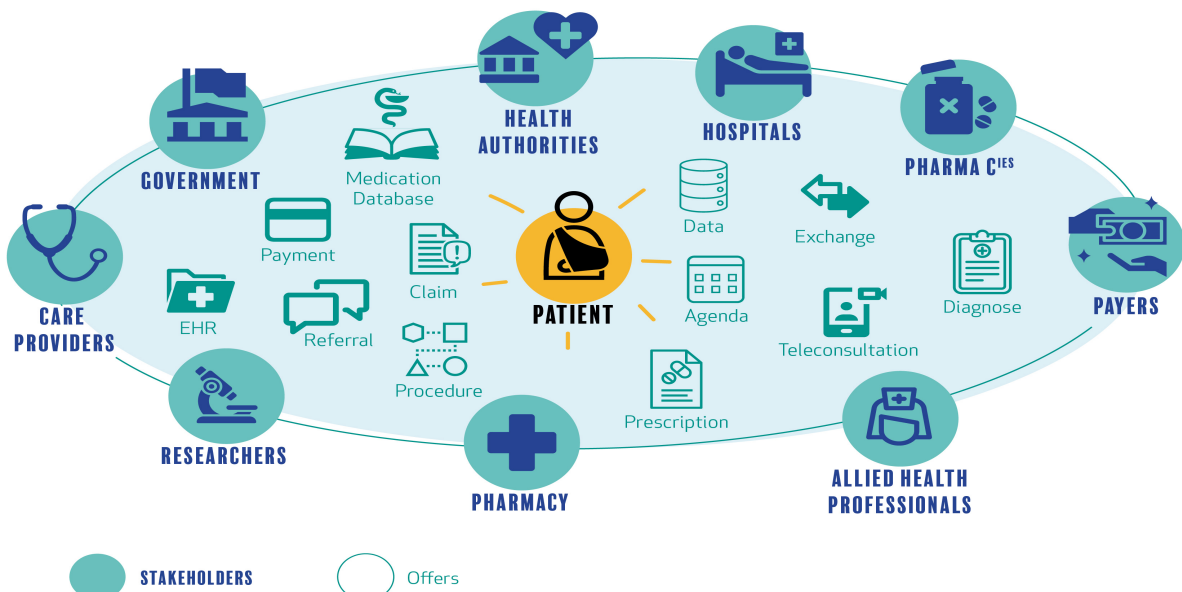 HEALTH
AUTHORITIES
HOSPITALS
PHARMA CIES
GOVERNMENT
Medication
Database
Data
Exchange
Payment
Claim
PATIENT
Agenda
Diagnose
PAYERS
CARE
PROVIDERS
EHR
Referral
Procedure
Teleconsultation
Prescription
RESEARCHERS
PHARMACY
ALLIED HEALTH
PROFESSIONALS
STAKEHOLDERS
Offers